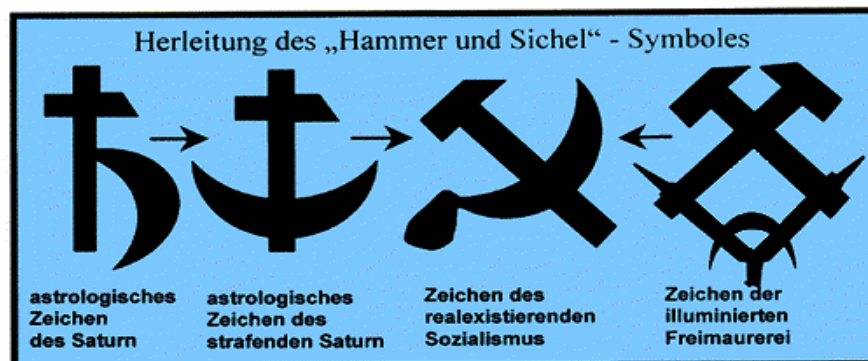 Herleitung des „Hammer und Sichel“ - Symboles
astrologisches
Zeichen
des Saturn
astrologisches
Zeichen des
strafenden Saturn
Zeichen des
realexistierenden
Sozialismus
Zeichen der
illuminierten
Freimaurerei